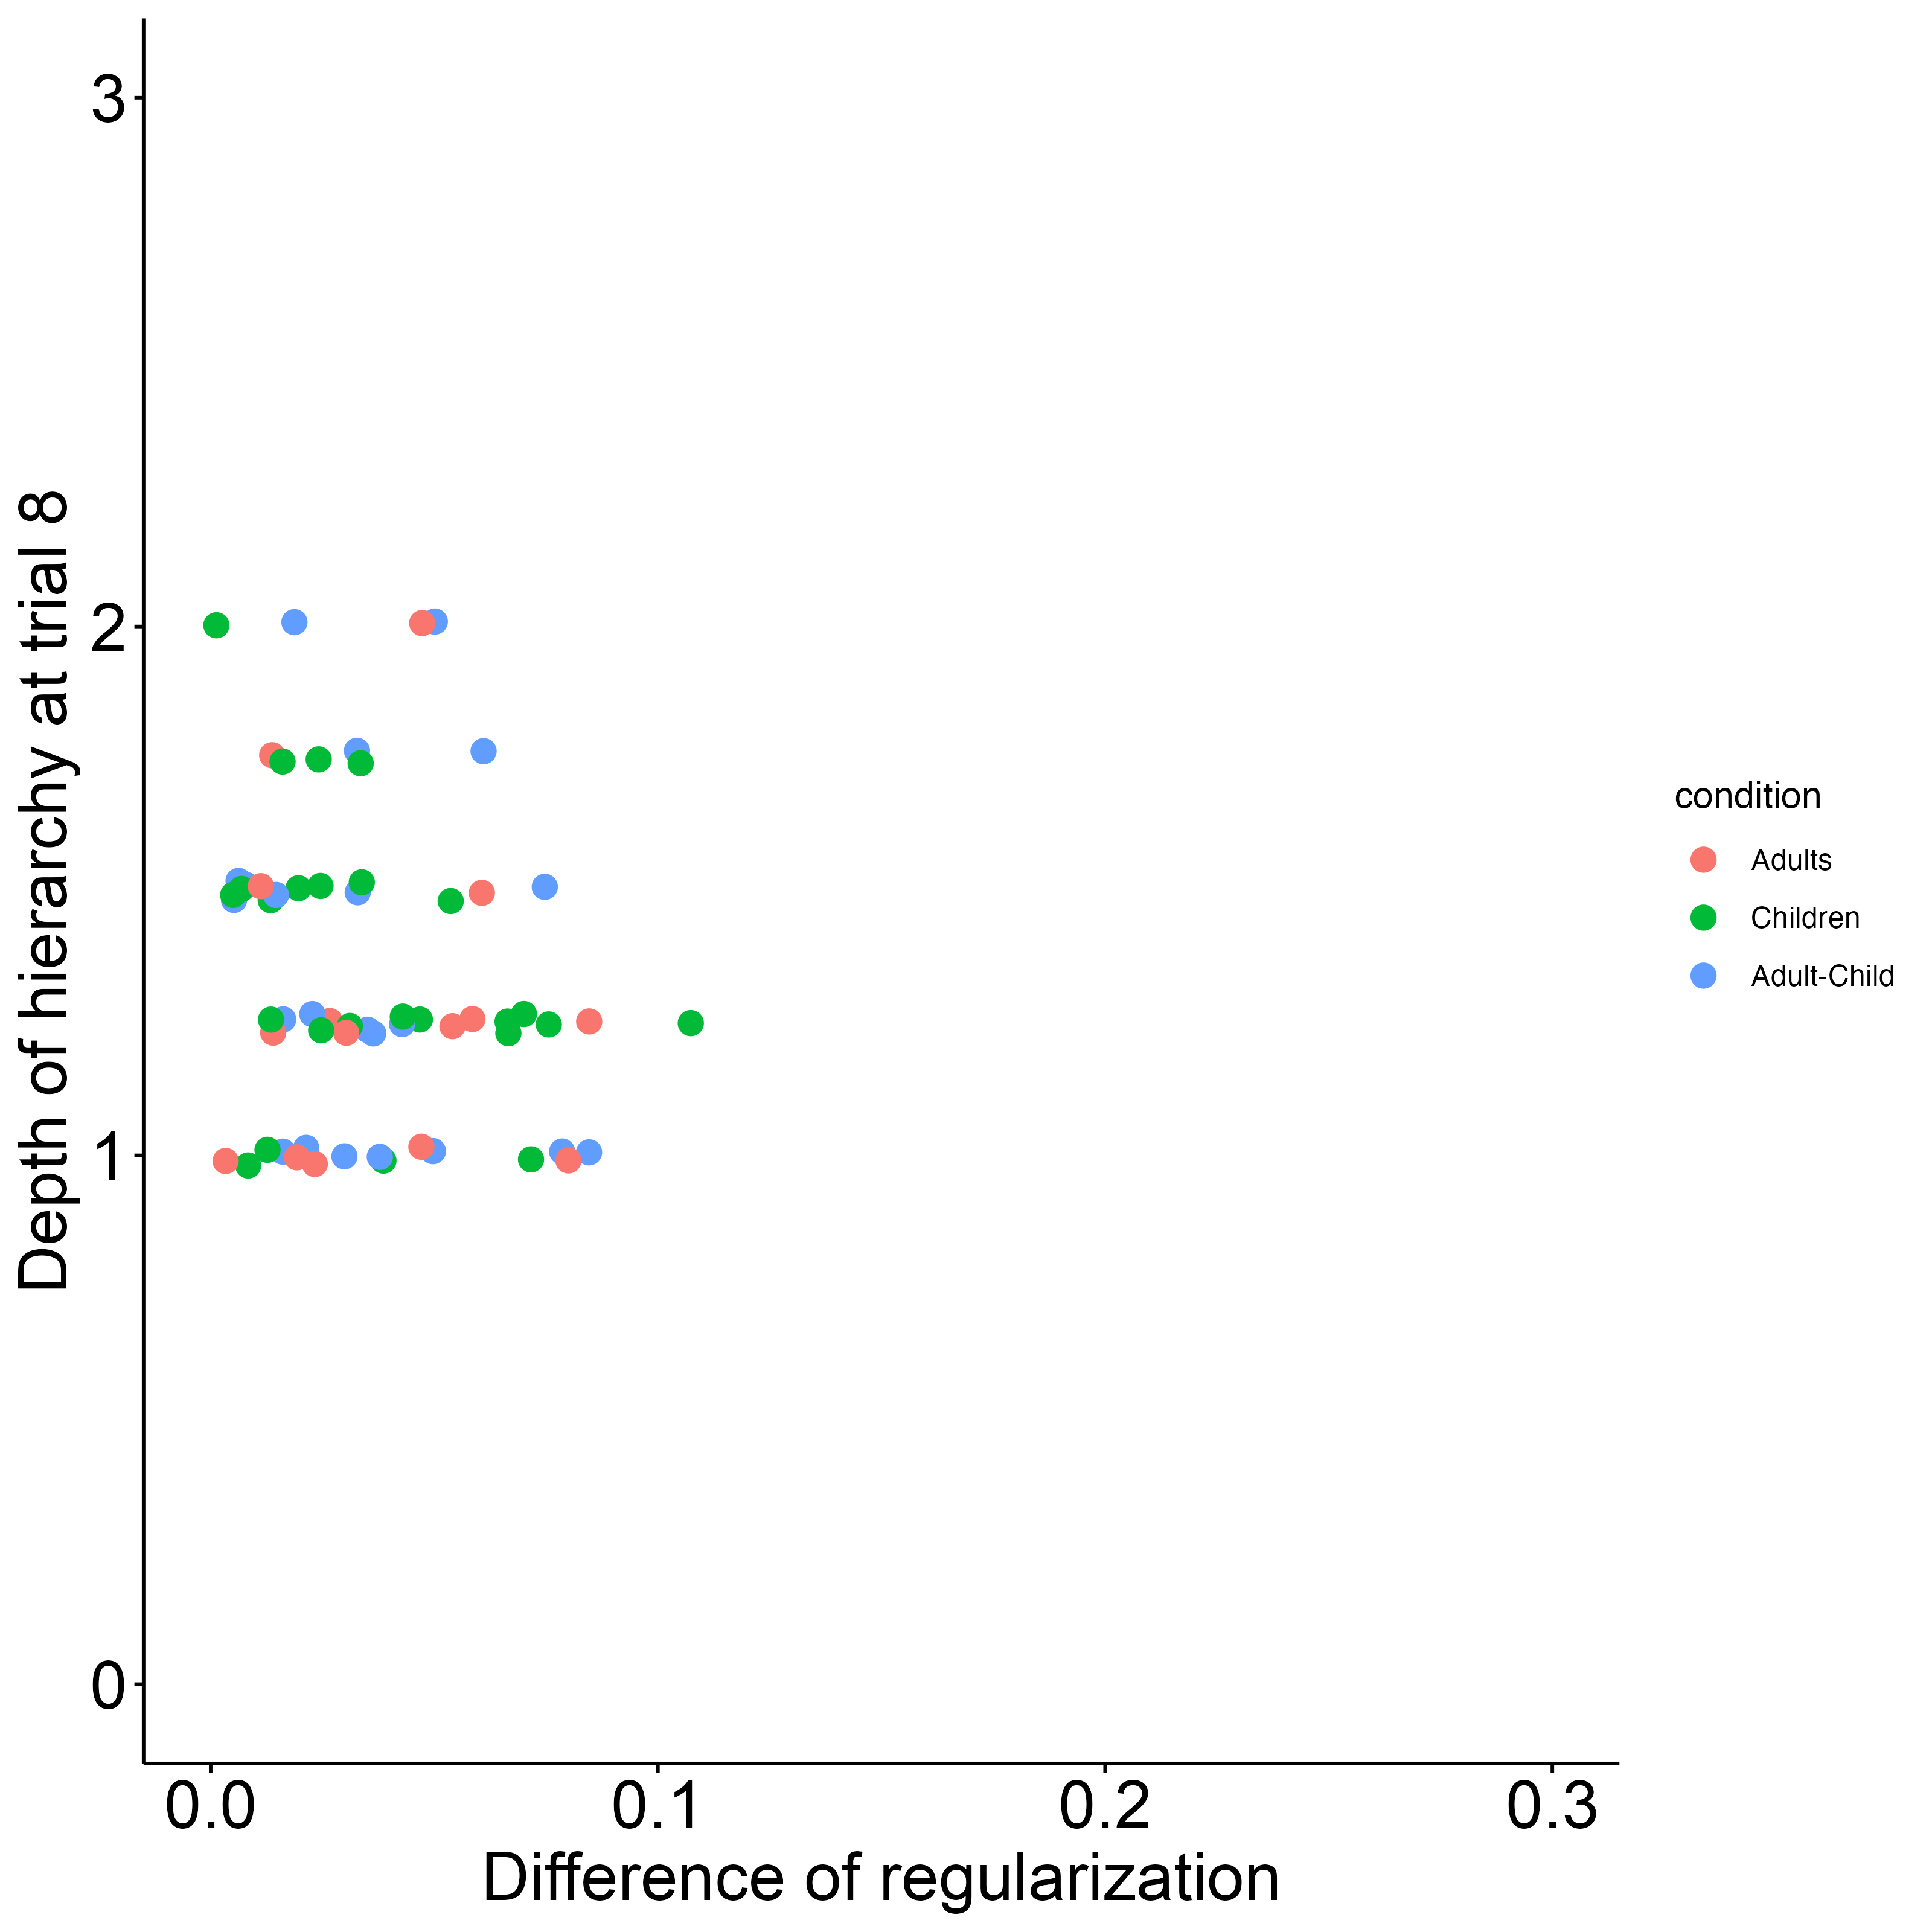 3
2
1
0
Depth of hierarchy at trial 8
0.0 0.1 0.2 0.3
Difference of regularization
condition
Adults
Children
Adult-Child